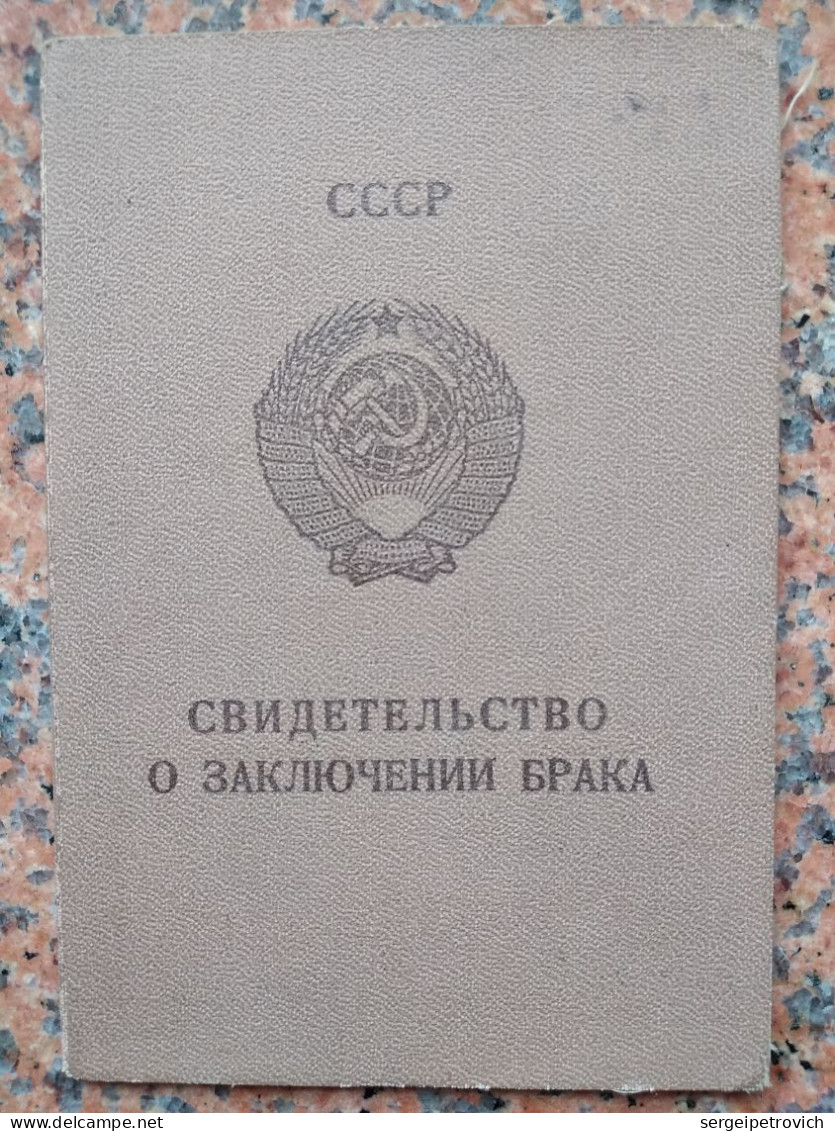 СССР
СВИДЕТЕЛЬСТВО
О ЗАКЛЮЧЕНИИ БРАКА
www.delcampe.net
sergeipetrovich